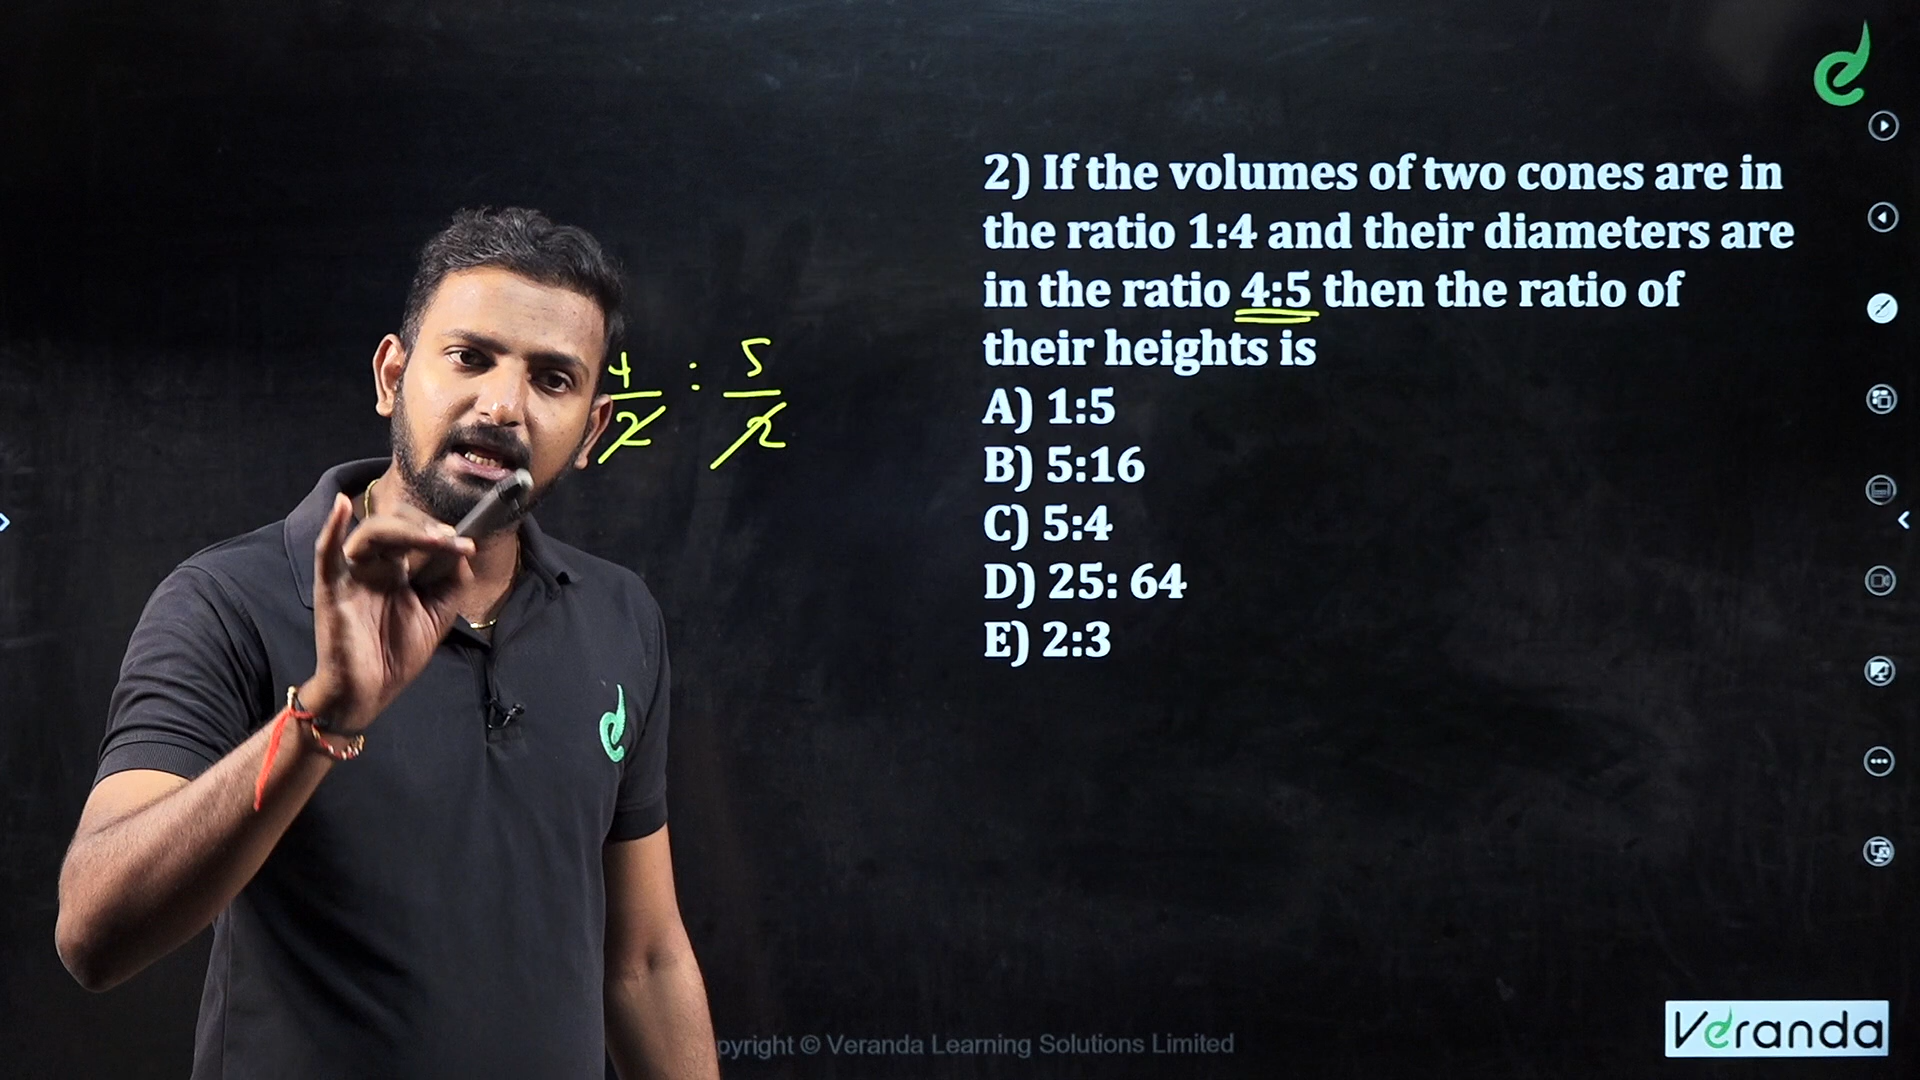 2) If the volumes of two cones are in
the ratio 1:4 and their diameters are
in the ratio 4:5 then the ratio of
their heights is
A) 1:5
B) 5:16
C) 5:4
D) 25: 64
E) 2:3
4/2 : 5/2
pyright © Veranda Learning Solutions Limited
Veranda